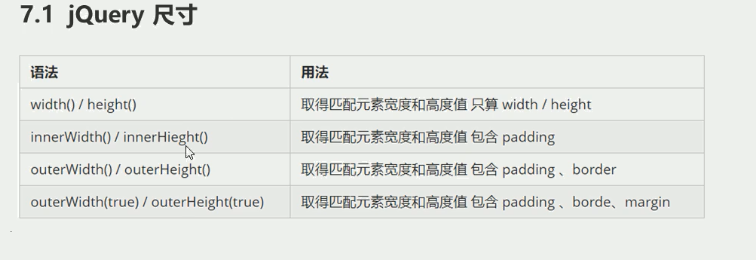 7.1 jQuery 尺寸
语法 用法
width() / height() 取得匹配元素宽度和高度值 只算 width / height
innerWidth() / innerHieght() 取得匹配元素宽度和高度值 包含 padding
outerWidth() / outerHeight() 取得匹配元素宽度和高度值 包含 padding 、border
outerWidth(true) / outerHeight(true) 取得匹配元素宽度和高度值 包含 padding 、borde、margin